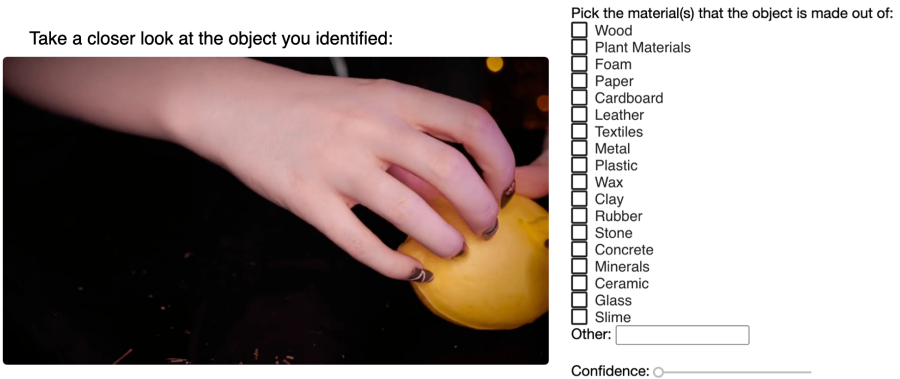 Take a closer look at the object you identified:
Pick the material(s) that the object is made out of:
Wood
Plant Materials
Foam
Paper
Cardboard
Leather
Textiles
Metal
Plastic
Wax
Clay
Rubber
Stone
Concrete
Minerals
Ceramic
Glass
Slime
Other:
Confidence: